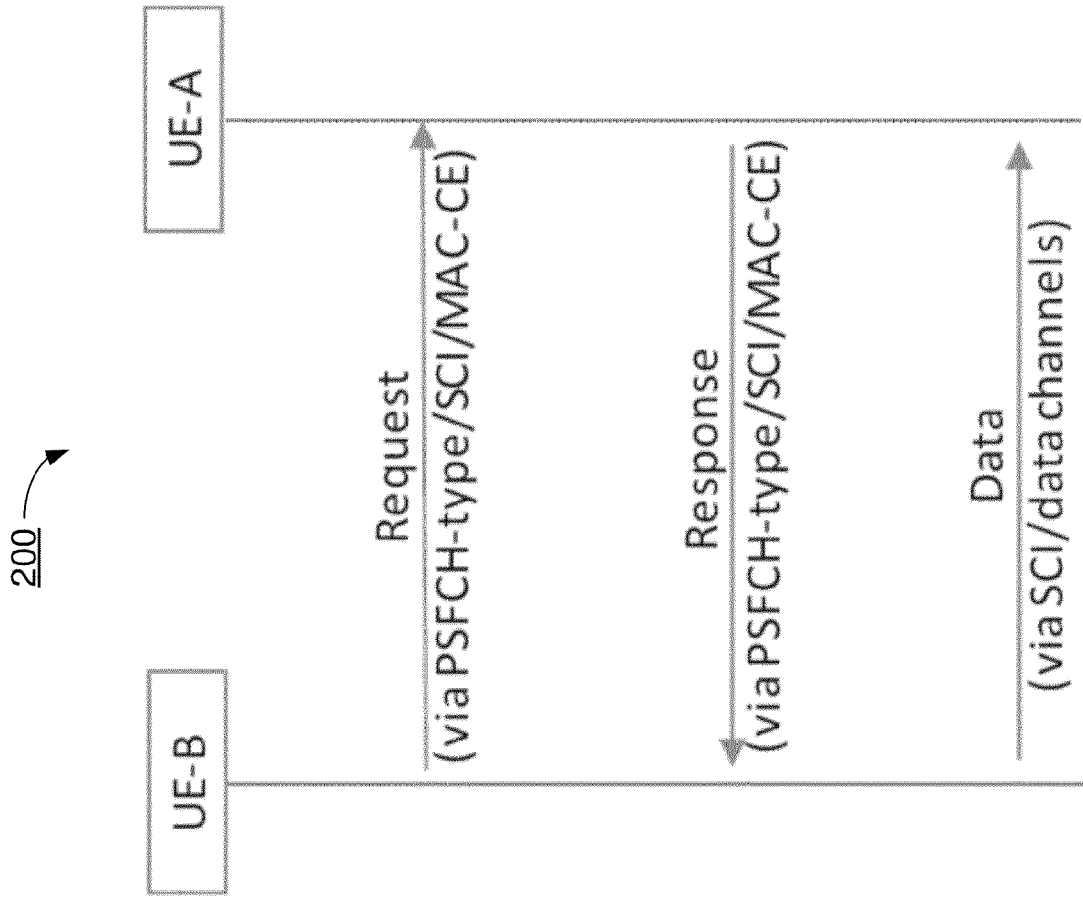 200
UE-B
UE-A
Request
(via PSFCH-type/SCI/MAC-CE)
Response
(via PSFCH-type/SCI/MAC-CE)
Data
(via SCI/data channels)